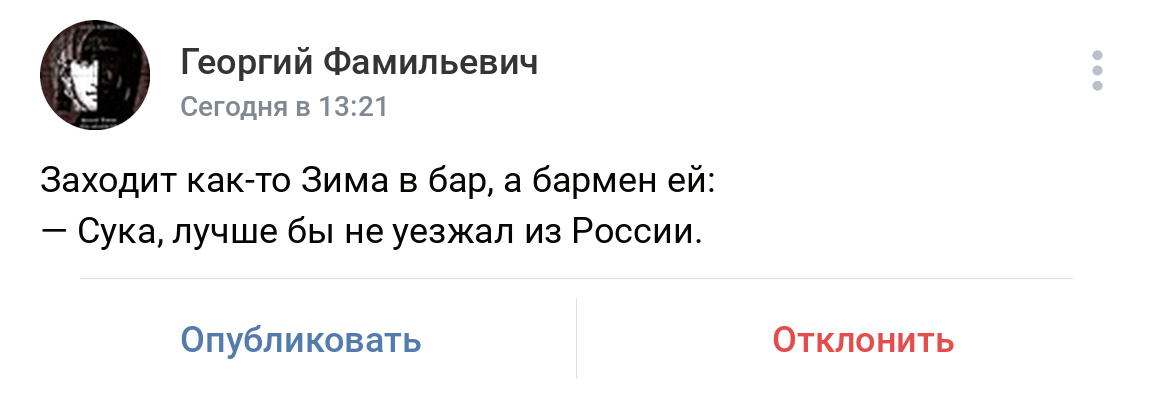 Георгий Фамильевич
Сегодня в 13:21
Заходит как-то Зима в бар, а бармен ей:
— Сука, лучше бы не уезжал из России.
Опубликовать
Отклонить